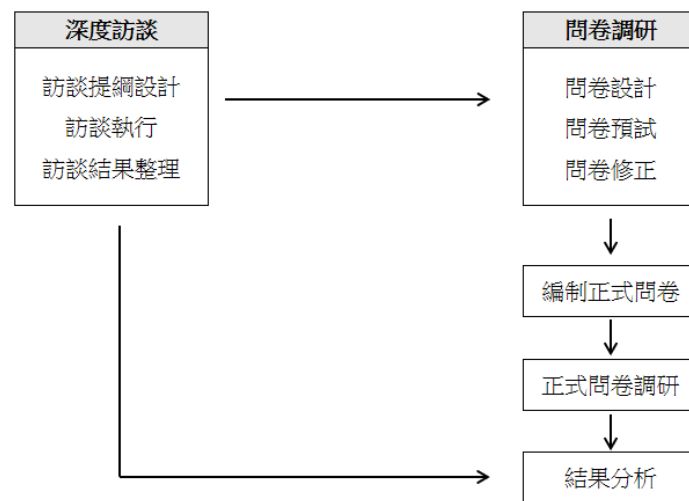 深度訪談
訪談提綱設計
訪談執行
訪談結果整理
問卷調研
問卷設計
問卷預試
問卷修正
編制正式問卷
正式問卷調研
結果分析